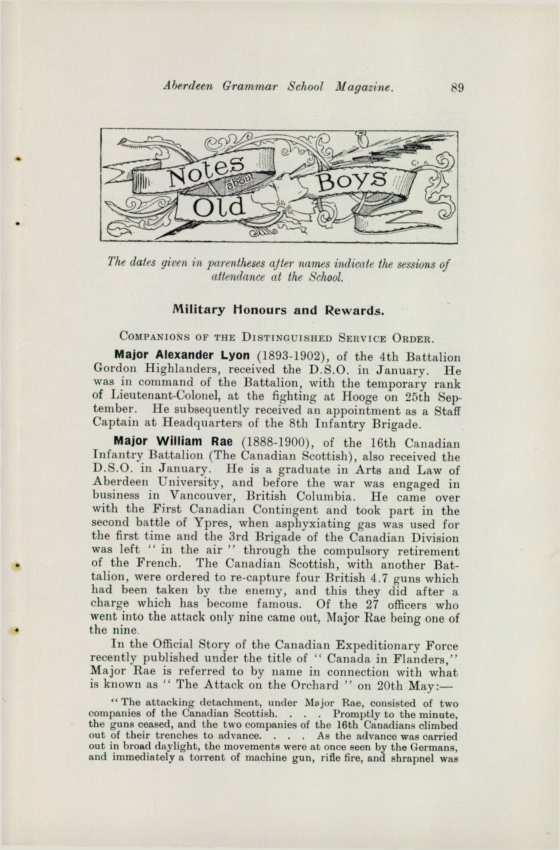 Aberdeen Grammar School Magazine. 89
Notes about Old Boys
The dates given in parentheses after names indicate the sessions of
attendance at the School.
Military Honours and Rewards.
COMPANIONS OF THE DISTINGUISHED SERVICE ORDER.
Major Alexander Lyon (1893-1902), of the 4th Battalion
Gordon Highlanders, received the D.S.O. in January. He
was in command of the Battalion, with the temporary rank
of Lieutenant-Colonel, at the fighting at Hooge on 25th Sep-
tember. He subsequently received an appointment as a Staff
Captain at Headquarters of the 8th Infantry Brigade.
Major William Rae (1888-1900), of the 16th Canadian
Infantry Battalion (The Canadian Scottish), also received the
D.S.O. in January. He is a graduate in Arts and Law of
Aberdeen University, and before the war was engaged in
business in Vancouver, British Columbia. He came over
with the First Canadian Contingent and took part in the
second battle of Ypres, when asphyxiating gas was used for
the first time and the 3rd Brigade of the Canadian Division
was left " in the air " through the compulsory retirement
of the French. The Canadian Scottish, with another Bat-
talion, were ordered to re-capture four British 4.7 guns which
had been taken by the enemy, and this they did after a
charge which has become famous. Of the 27 officers who
went into the attack only nine came out, Major Rae being one of
the nine.
In the Official Story of the Canadian Expeditionary Force
recently published under the title of " Canada in Flanders,"
Major Rae is referred to by name in connection with what
is known as " The Attack on the Orchard " on 20th May:—
" The attacking detachment, under Major Rae, consisted of two
companies of the Canadian Scottish. . . . Promptly to the minute,
the guns ceased, and the two companies of the 16th Canadians climbed
out of their trenches to advance. . . . As the advance was carried
out in broad daylight, the movements were at once seen by the Germans,
and immediately a torrent of machine gun, rifle fire, and shrapnel was